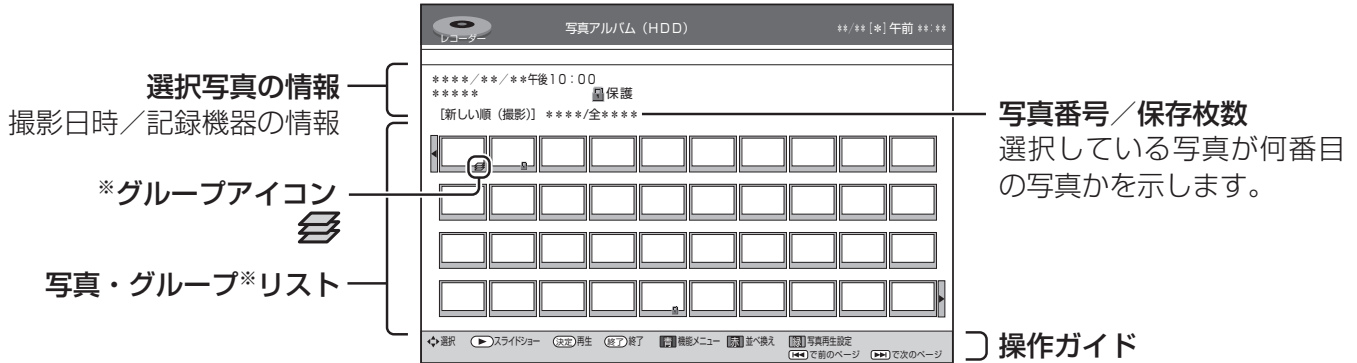 レコーダー
写真アルバム（HDD）
**/**[*]午前**:**
選択写真の情報
撮影日時／記録機器の情報
****/**/**午後10:00
*****
保護
[新しい順（撮影）] ****/全****
写真番号／保存枚数
選択している写真が何番目
の写真かを示します。
※グループアイコン
写真・グループ※リスト
選択 スライドショー 決定 再生 終了 終了 青 機能メニュー 赤 並べ換え 緑 写真再生設定
で前のページ で次のページ
操作ガイド